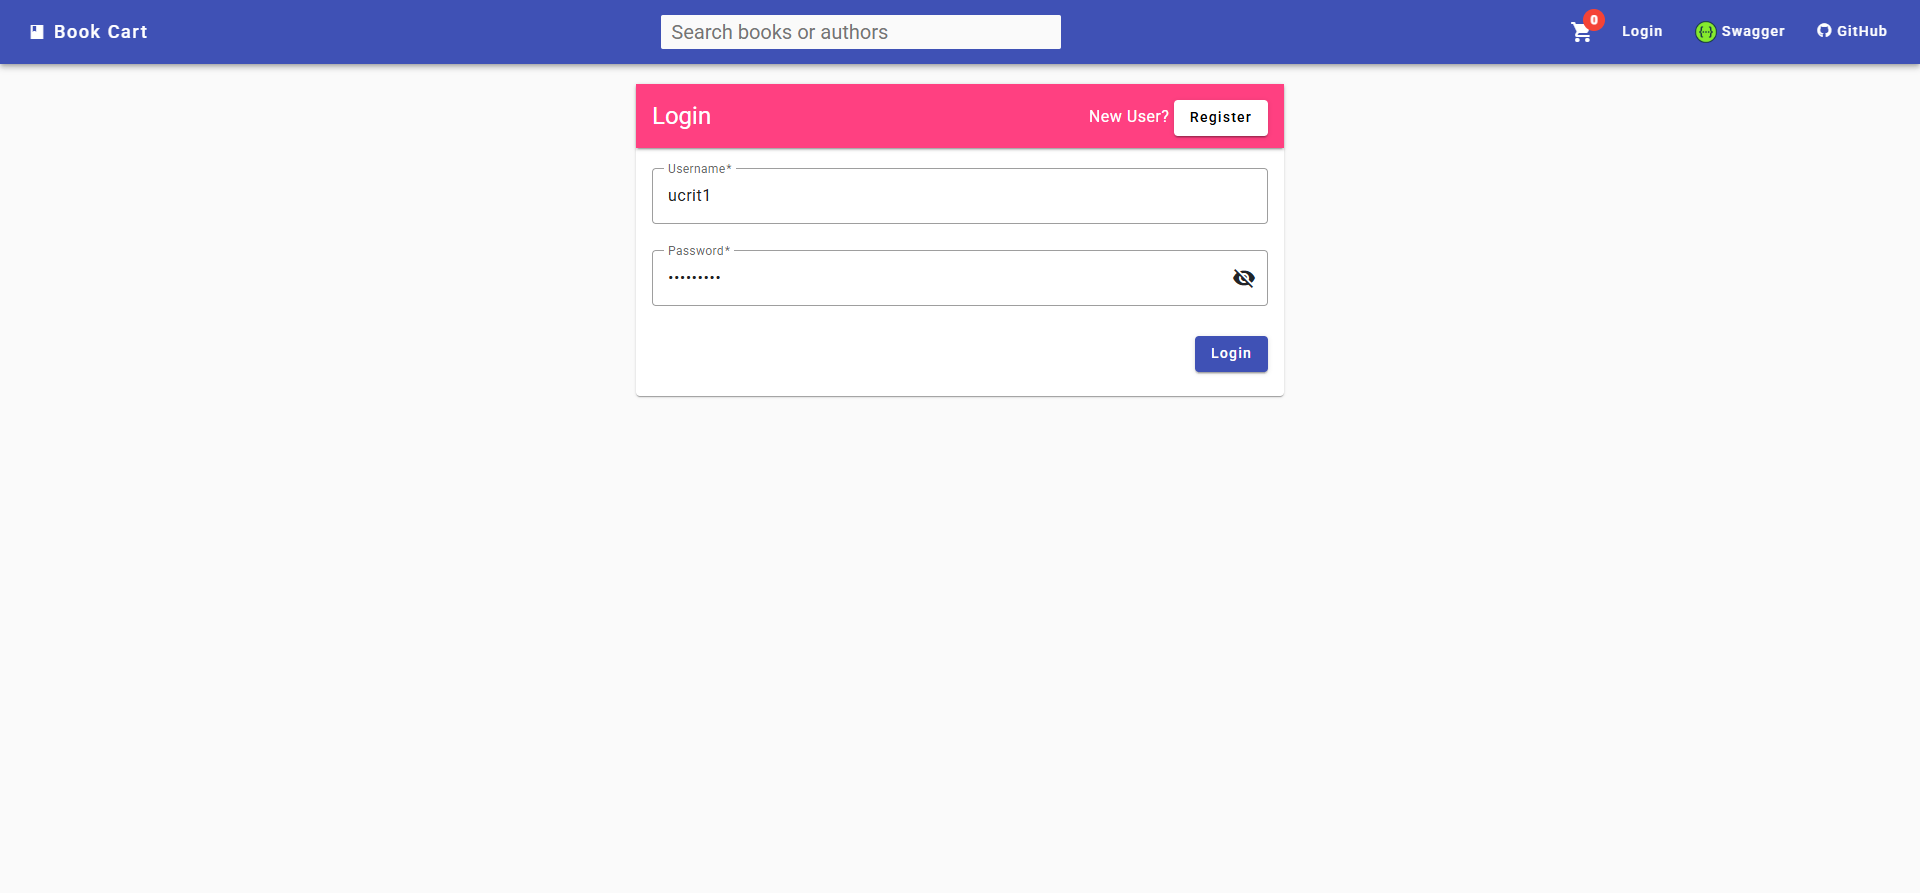 Book Cart
Search books or authors
0
Login
Swagger
GitHub
Login
New User? Register
Username*
ucrit1
Password*
•••••••••
Login